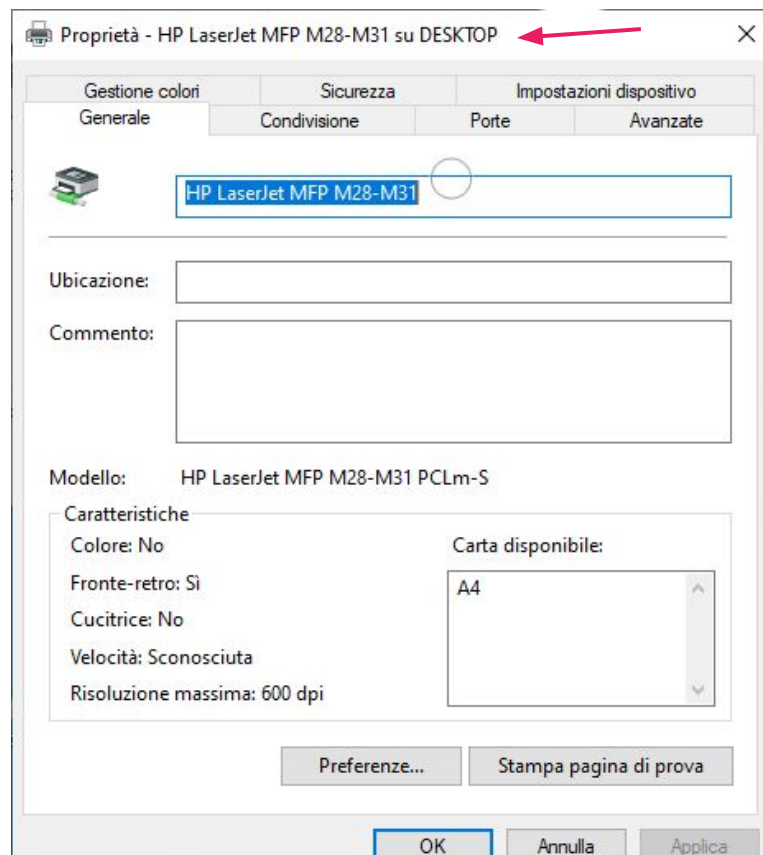 Proprietà - HP LaserJet MFP M28-M31 su DESKTOP
Gestione colori Sicurezza Impostazioni dispositivo
Generale Condivisione Porte Avanzate
HP LaserJet MFP M28-M31
Ubicazione:
Commento:
Modello: HP LaserJet MFP M28-M31 PCLm-S
Caratteristiche
Colore: No Carta disponibile:
Fronte-retro: Sì A4
Cucitrice: No
Velocità: Sconosciuta
Risoluzione massima: 600 dpi
Preferenze... Stampa pagina di prova
OK Annulla Applica